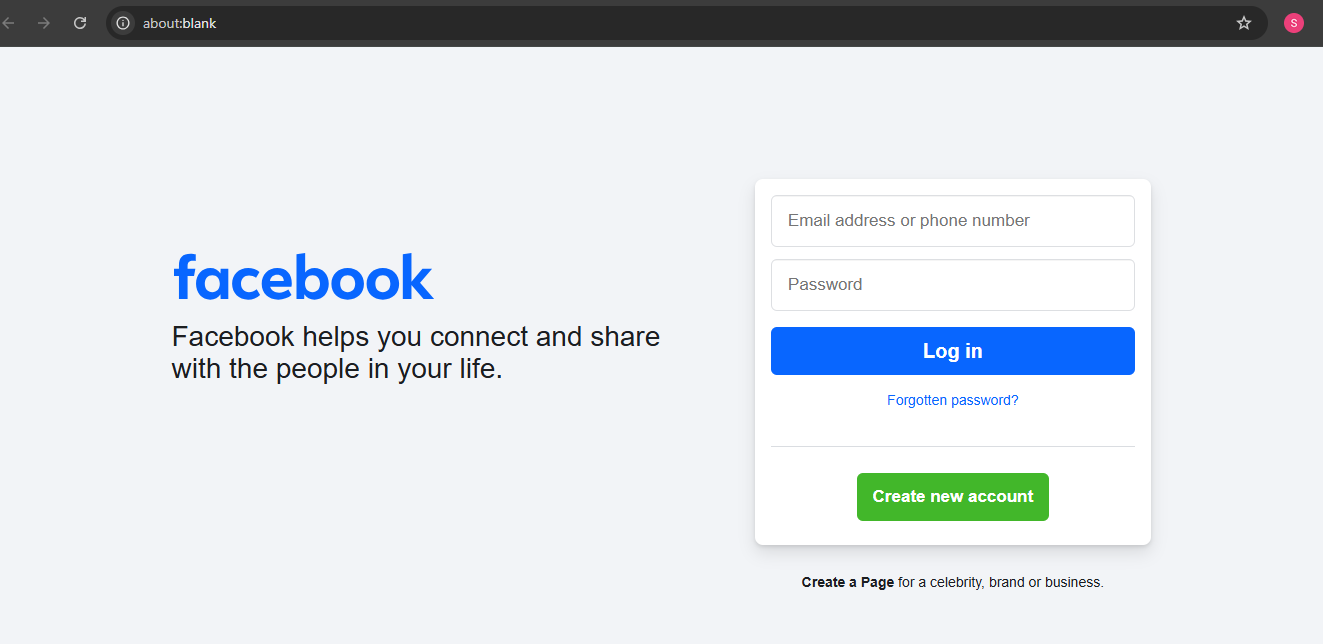 about:blank
S
facebook
Facebook helps you connect and share
with the people in your life.
Email address or phone number
Password
Log in
Forgotten password?
Create new account
Create a Page for a celebrity, brand or business.